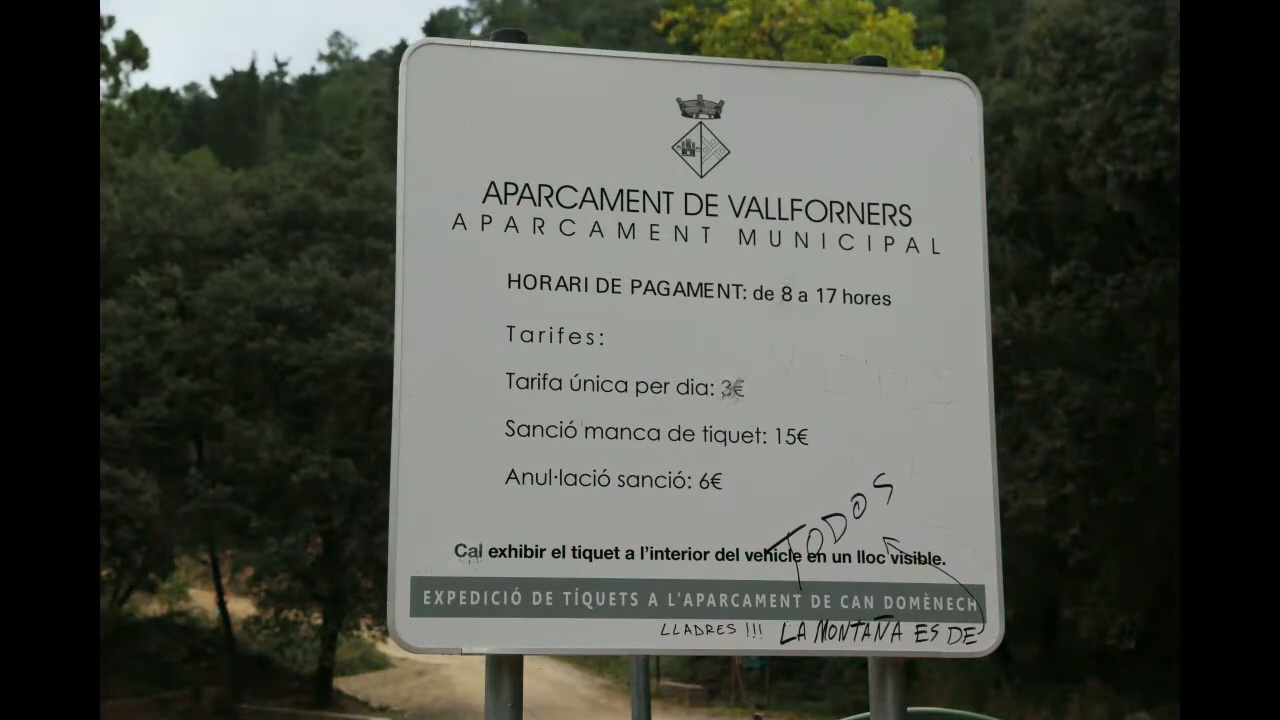 APARCAMENT DE VALLFORNERS
APARCAMENT MUNICIPAL
HORARI DE PAGAMENT: de 8 a 17 hores
Tarifes:
Tarifa única per dia: 3€
Sanció manca de tiquet: 15€
Anul·lació sanció: 6€
Cal exhibir el tiquet a l'interior del vehicle en un lloc visible.
EXPEDICIÓ DE TÍQUETS A L'APARCAMENT DE CAN DOMÈNECH
LLADRES !!! LA MONTAÑA ES DE
TODOS